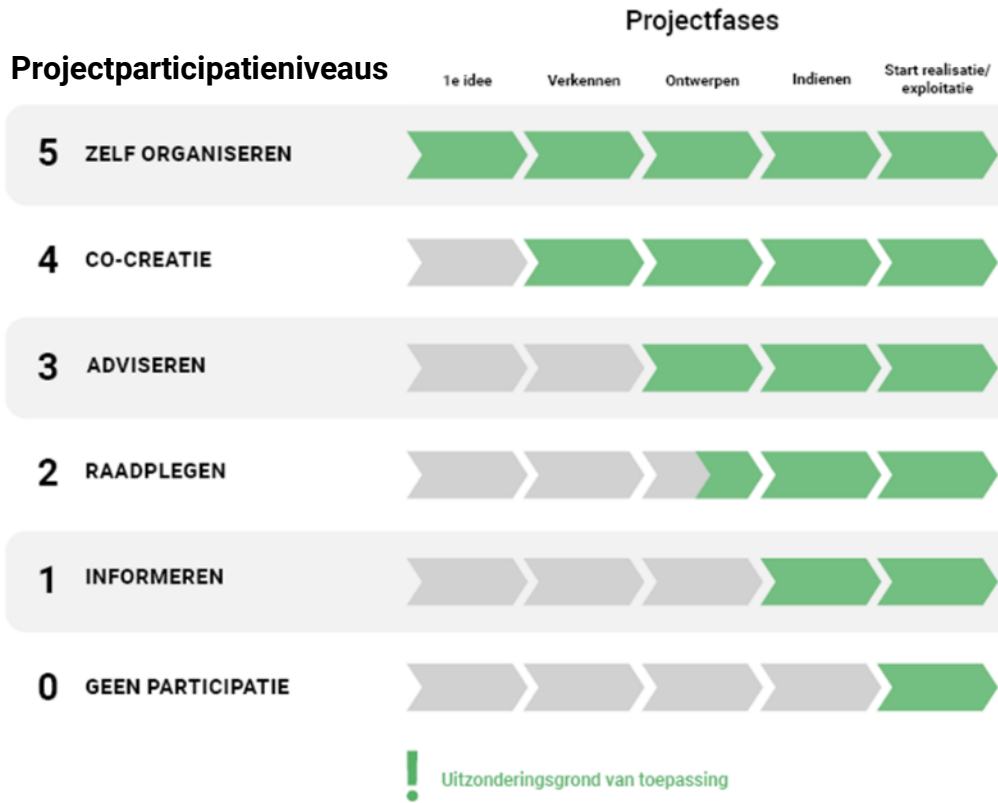 Projectfases
Projectparticipatieniveaus
1e idee
Verkennen
Ontwerpen
Indienen
Start realisatie/
exploitatie
5 ZELF ORGANISEREN
4 CO-CREATIE
3 ADVISEREN
2 RAADPLEGEN
1 INFORMEREN
0 GEEN PARTICIPATIE
! Uitzonderingsgrond van toepassing